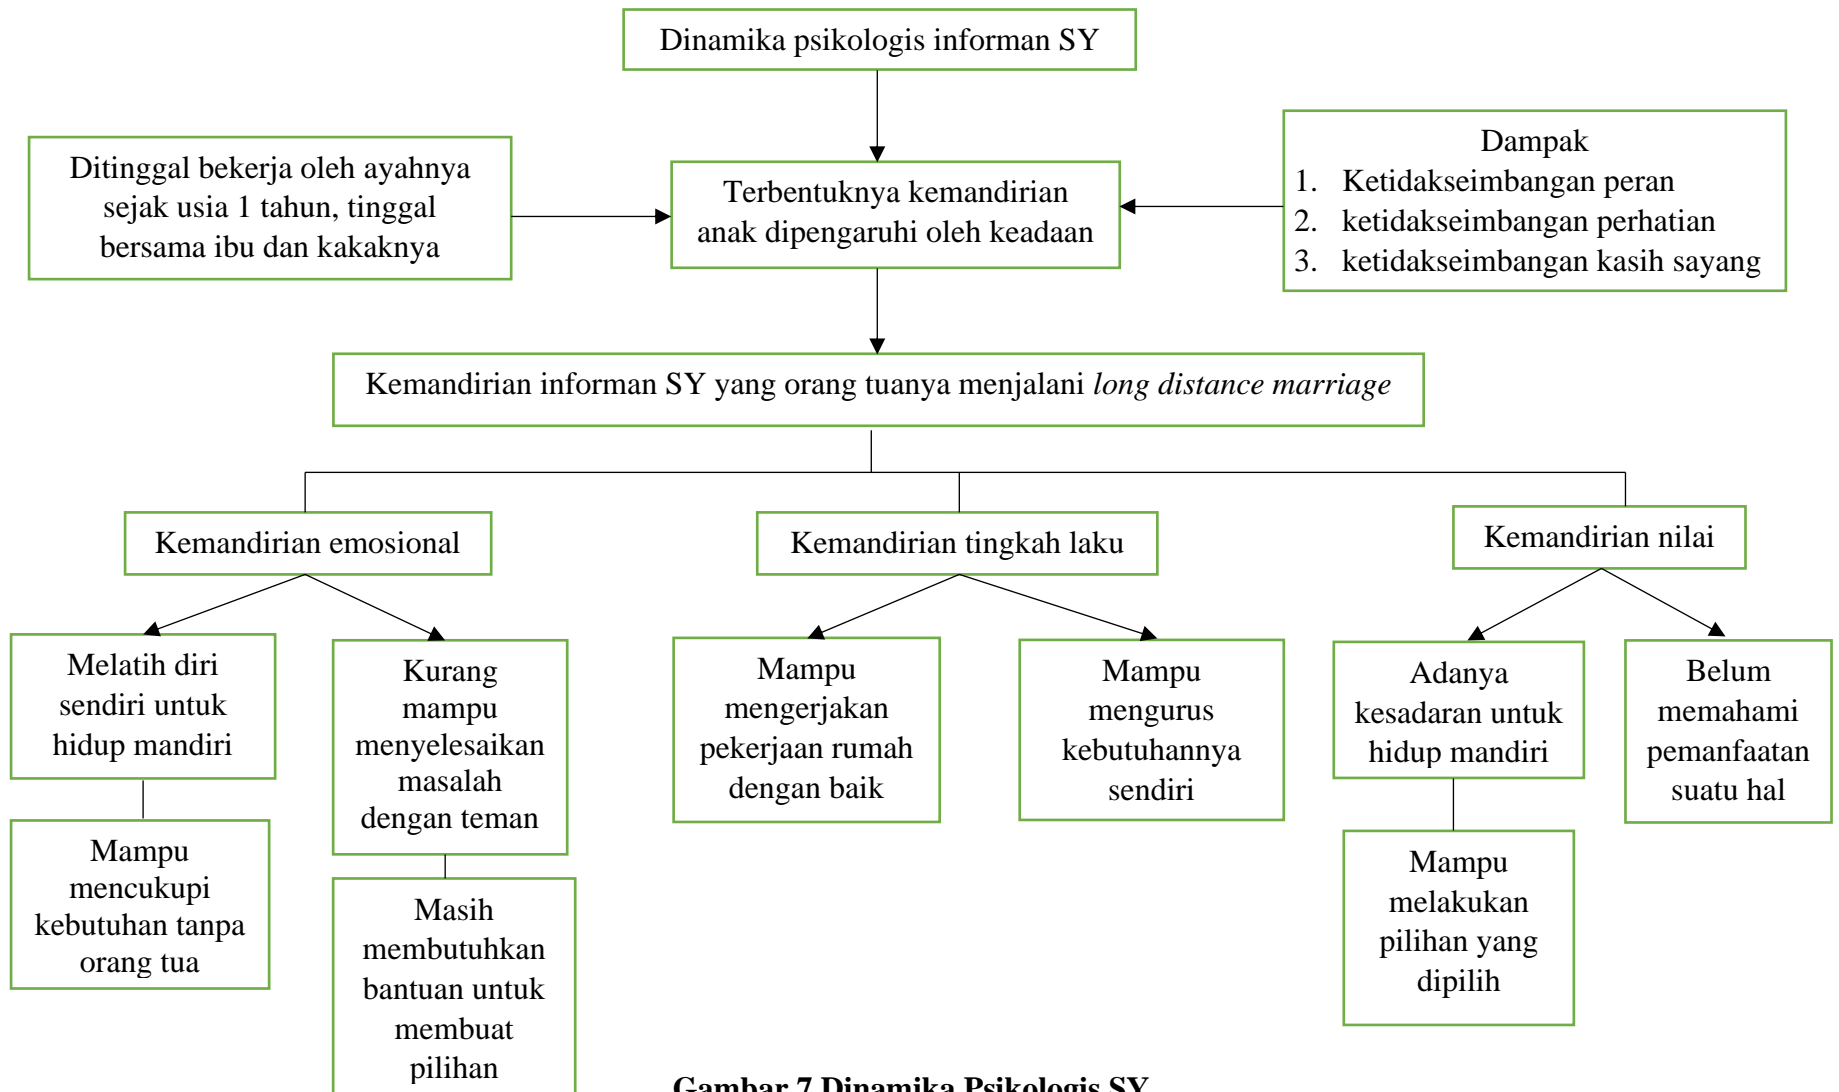 Dinamika psikologis informan SY
Ditinggal bekerja oleh ayahnya
sejak usia 1 tahun, tinggal
bersama ibu dan kakaknya
Terbentuknya kemandirian
anak dipengaruhi oleh keadaan
Dampak
1. Ketidakseimbangan peran
2. ketidakseimbangan perhatian
3. ketidakseimbangan kasih sayang
Kemandirian informan SY yang orang tuanya menjalani long distance marriage
Kemandirian emosional
Kemandirian tingkah laku
Kemandirian nilai
Melatih diri
sendiri untuk
hidup mandiri
Kurang
mampu
menyelesaikan
masalah
dengan teman
Mampu
mengerjakan
pekerjaan rumah
dengan baik
Mampu
mengurus
kebutuhannya
sendiri
Adanya
kesadaran untuk
hidup mandiri
Belum
memahami
pemanfaatan
suatu hal
Mampu
mencukupi
kebutuhan tanpa
orang tua
Masih
membutuhkan
bantuan untuk
membuat
pilihan
Mampu
melakukan
pilihan yang
dipilih
Gambar 7 Dinamika Psikologis SY